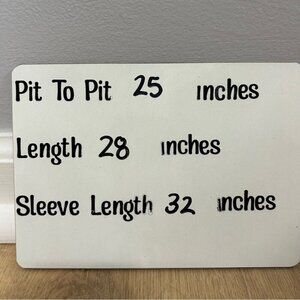 Pit To Pit 25 inches
Length 28 inches
Sleeve Length 32 inches